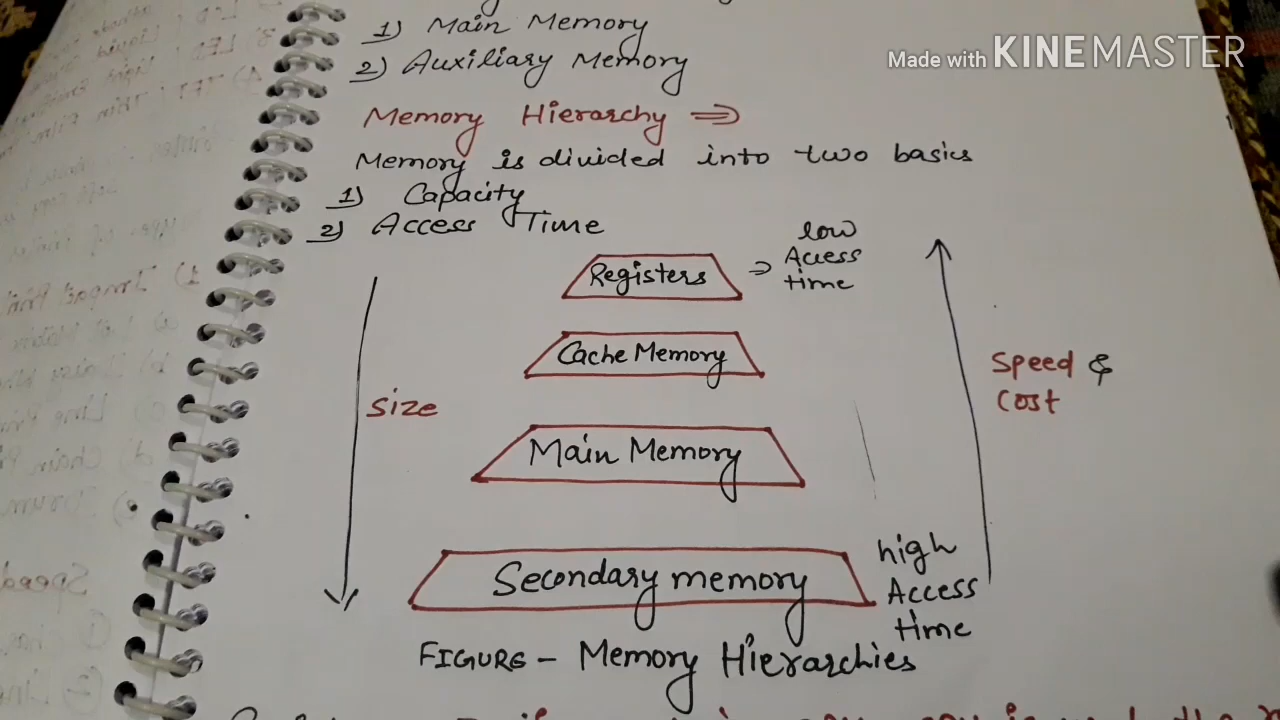 1) Main Memory
2) Auxiliary Memory
Made with KINEMASTER
Memory Hierarchy ⇒
Memory is divided into two basics
1) Capacity
2) Access Time
Registers
⇒ low
Access
time
Cache Memory
Size
Speed &
Cost
Main Memory
Secondary memory
high
Access
time
FIGURE - Memory Hierarchies